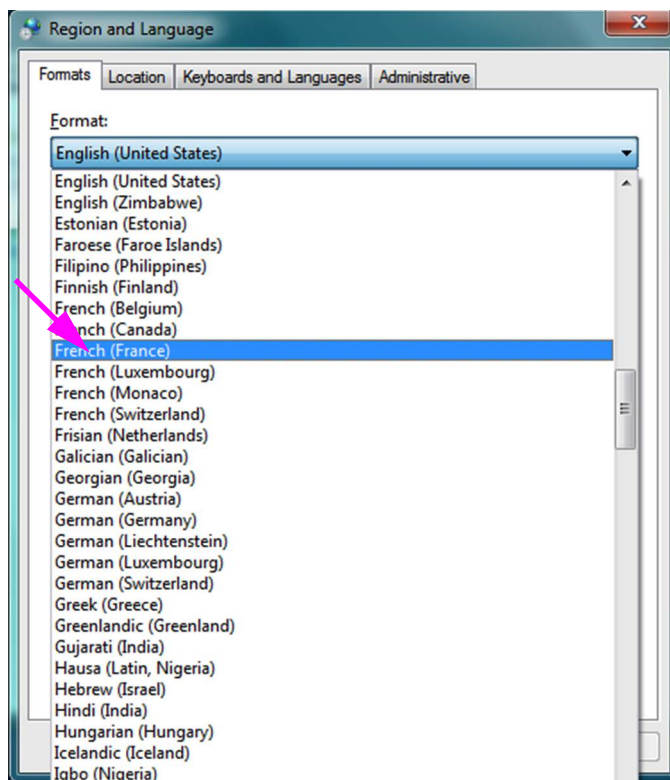 Region and Language
Formats Location Keyboards and Languages Administrative
Format:
English (United States)
English (United States)
English (Zimbabwe)
Estonian (Estonia)
Faroese (Faroe Islands)
Filipino (Philippines)
Finnish (Finland)
French (Belgium)
French (Canada)
French (France)
French (Luxembourg)
French (Monaco)
French (Switzerland)
Frisian (Netherlands)
Galician (Galician)
Georgian (Georgia)
German (Austria)
German (Germany)
German (Liechtenstein)
German (Luxembourg)
German (Switzerland)
Greek (Greece)
Greenlandic (Greenland)
Gujarati (India)
Hausa (Latin, Nigeria)
Hebrew (Israel)
Hindi (India)
Hungarian (Hungary)
Icelandic (Iceland)
Igbo (Nigeria)